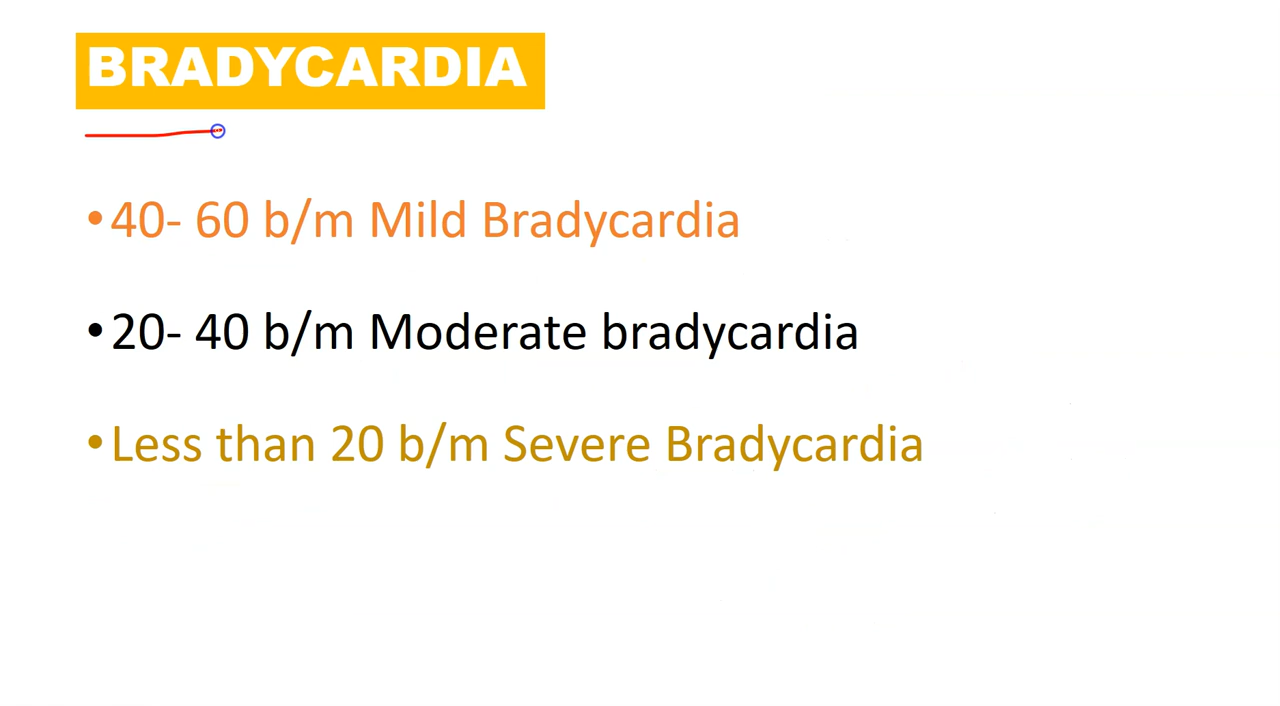 BRADYCARDIA
•40- 60 b/m Mild Bradycardia
•20- 40 b/m Moderate bradycardia
•Less than 20 b/m Severe Bradycardia